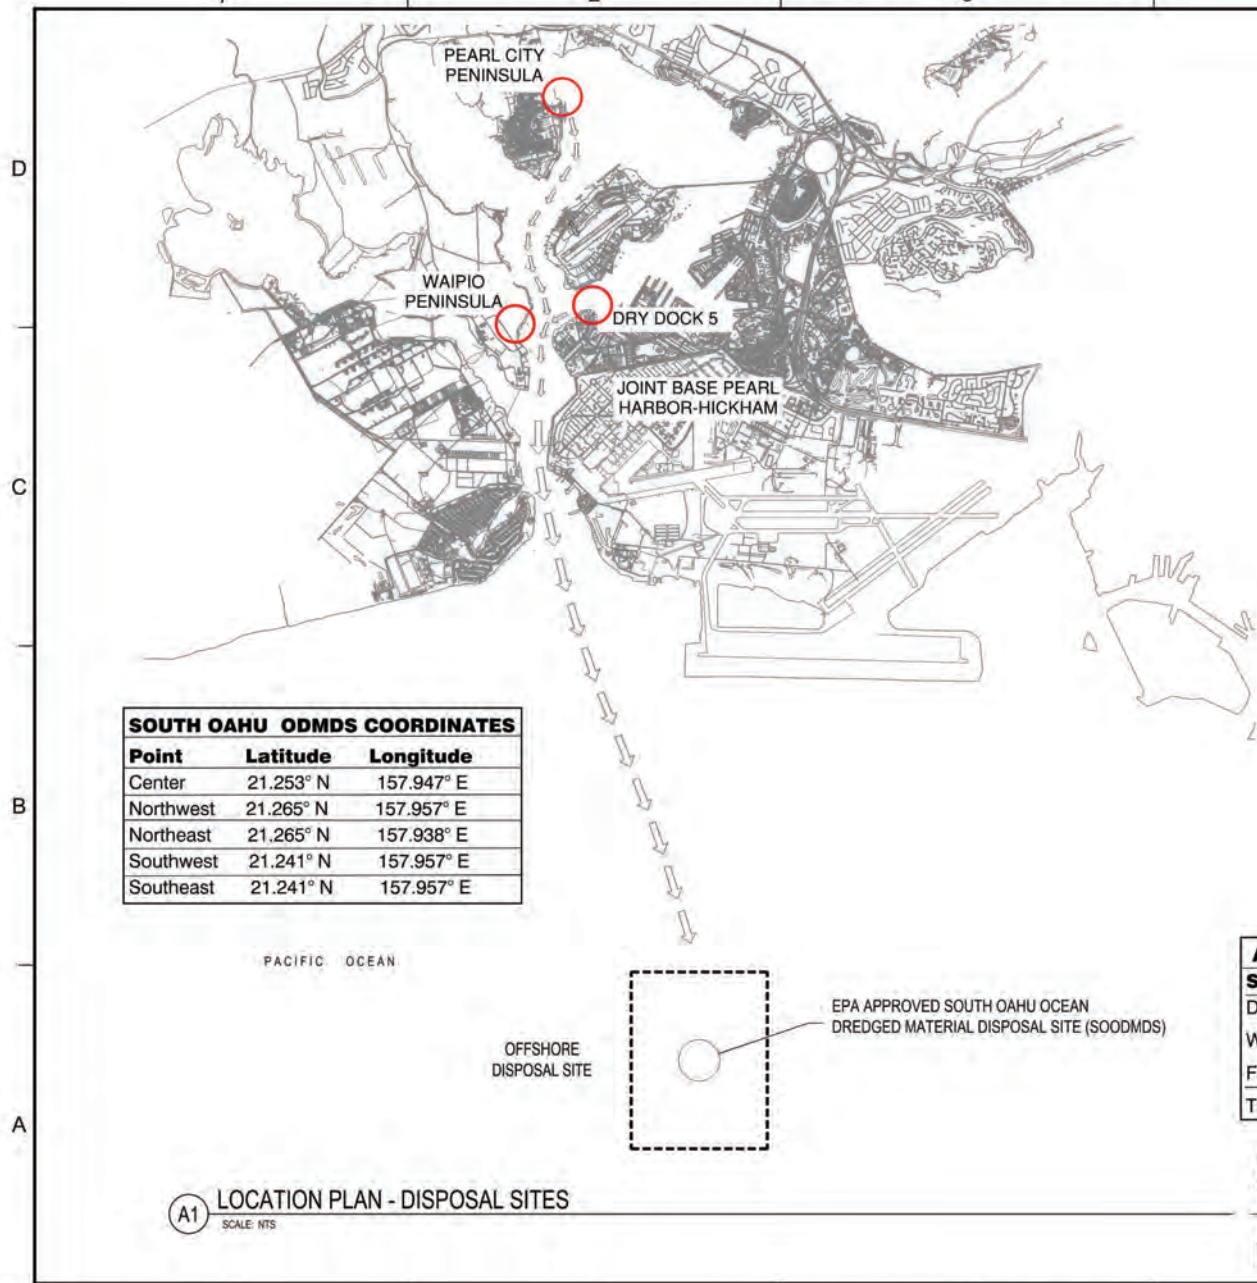 D
C
B
A
PEARL CITY
PENINSULA
WAIPIO
PENINSULA
DRY DOCK 5
JOINT BASE PEARL
HARBOR-HICKHAM
SOUTH OAHU ODMDS COORDINATES
Point Latitude Longitude
Center 21.253° N 157.947° E
Northwest 21.265° N 157.957° E
Northeast 21.265° N 157.938° E
Southwest 21.241° N 157.957° E
Southeast 21.241° N 157.957° E
PACIFIC OCEAN
OFFSHORE
DISPOSAL SITE
EPA APPROVED SOUTH OAHU OCEAN
DREDGED MATERIAL DISPOSAL SITE (SOODMDS)
A1 LOCATION PLAN - DISPOSAL SITES
SCALE: NTS